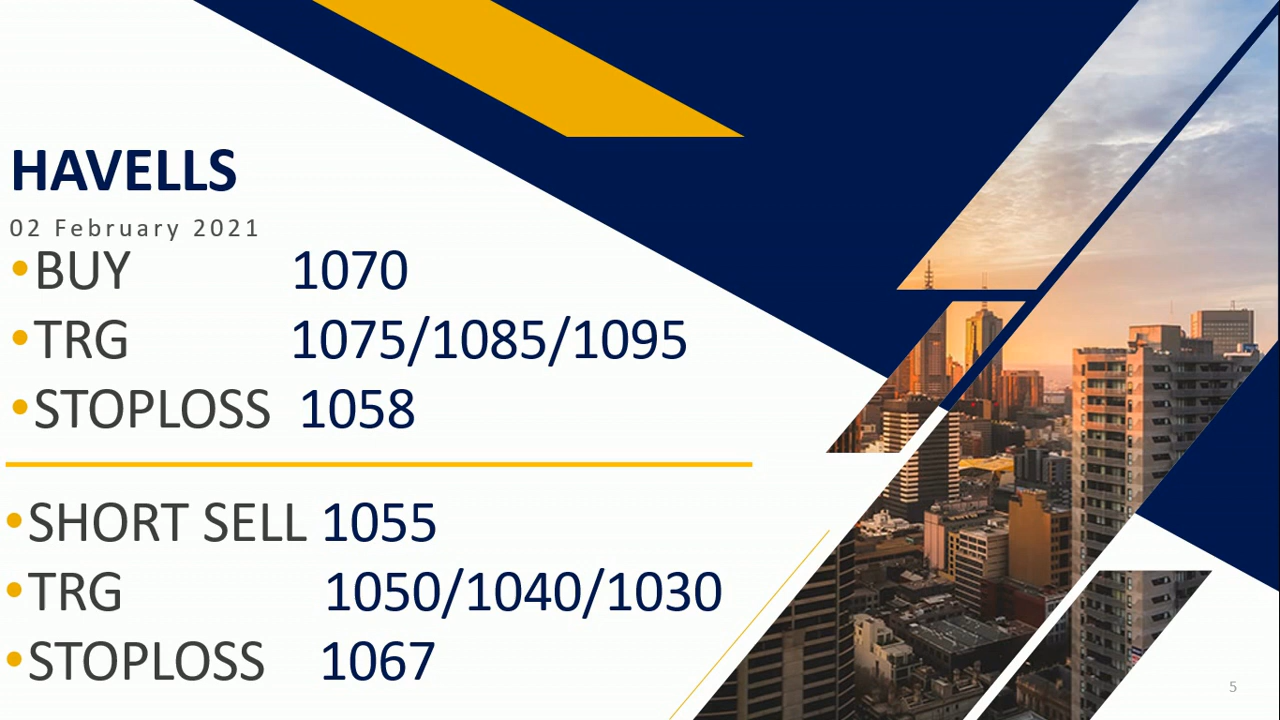 HAVELLS
02 February 2021
•BUY 1070
•TRG 1075/1085/1095
•STOPLOSS 1058
•SHORT SELL 1055
•TRG 1050/1040/1030
•STOPLOSS 1067
5